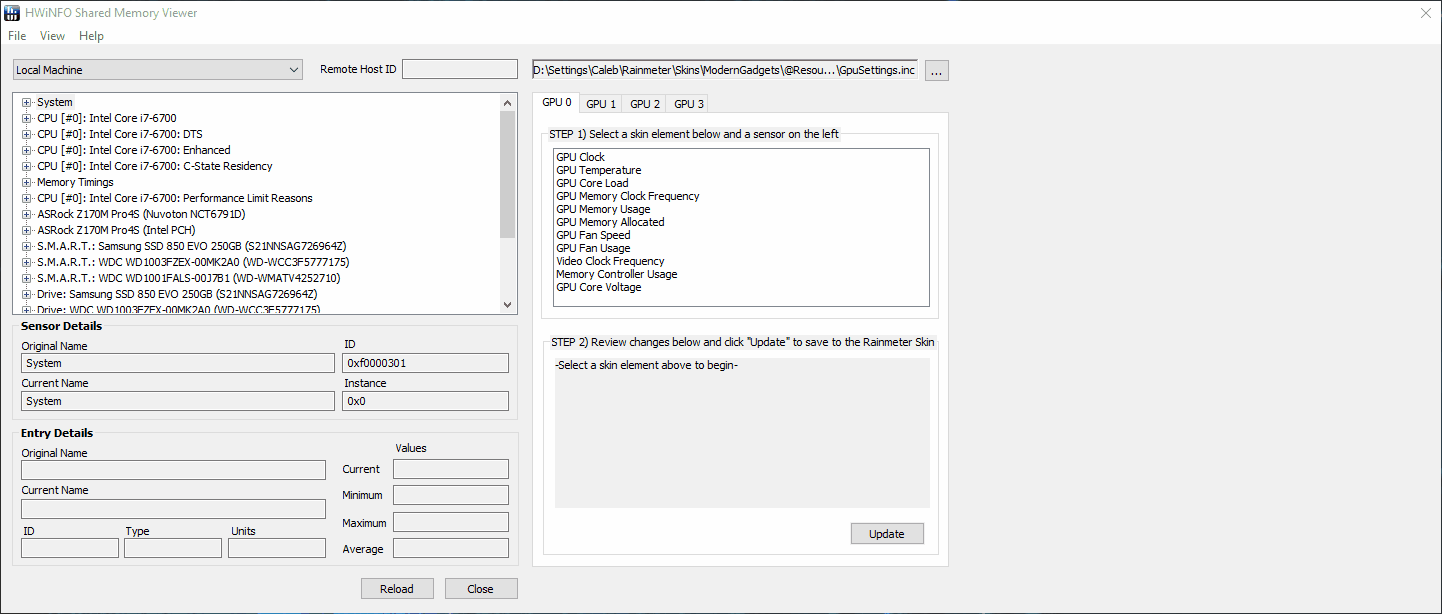 HWiNFO Shared Memory Viewer
File View Help
Local Machine
Remote Host ID
System
CPU [#0]: Intel Core i7-6700
CPU [#0]: Intel Core i7-6700: DTS
CPU [#0]: Intel Core i7-6700: Enhanced
CPU [#0]: Intel Core i7-6700: C-State Residency
Memory Timings
CPU [#0]: Intel Core i7-6700: Performance Limit Reasons
ASRock Z170M Pro4S (Nuvoton NCT6791D)
ASRock Z170M Pro4S (Intel PCH)
S.M.A.R.T.: Samsung SSD 850 EVO 250GB (S21NNSAG726964Z)
S.M.A.R.T.: WDC WD1003FZEX-00MK2A0 (WD-WCC3F5777175)
S.M.A.R.T.: WDC WD1001FALS-00J7B1 (WD-WMATV4252710)
Drive: Samsung SSD 850 EVO 250GB (S21NNSAG726964Z)
Drive: WDC WD1003FZEX-00MK2A0 (WD-WCC3F5777175)
Sensor Details
Original Name
ID
System
0xf0000301
Current Name
Instance
System
0x0
Entry Details
Original Name
Current Name
ID
Type
Units
Values
Current
Minimum
Maximum
Average
Reload
Close
D:\Settings\Caleb\Rainmeter\Skins\ModernGadgets\@Resou...\GpuSettings.inc
...
GPU 0
GPU 1
GPU 2
GPU 3
STEP 1) Select a skin element below and a sensor on the left
GPU Clock
GPU Temperature
GPU Core Load
GPU Memory Clock Frequency
GPU Memory Usage
GPU Memory Allocated
GPU Fan Speed
GPU Fan Usage
Video Clock Frequency
Memory Controller Usage
GPU Core Voltage
STEP 2) Review changes below and click "Update" to save to the Rainmeter Skin
-Select a skin element above to begin-
Update